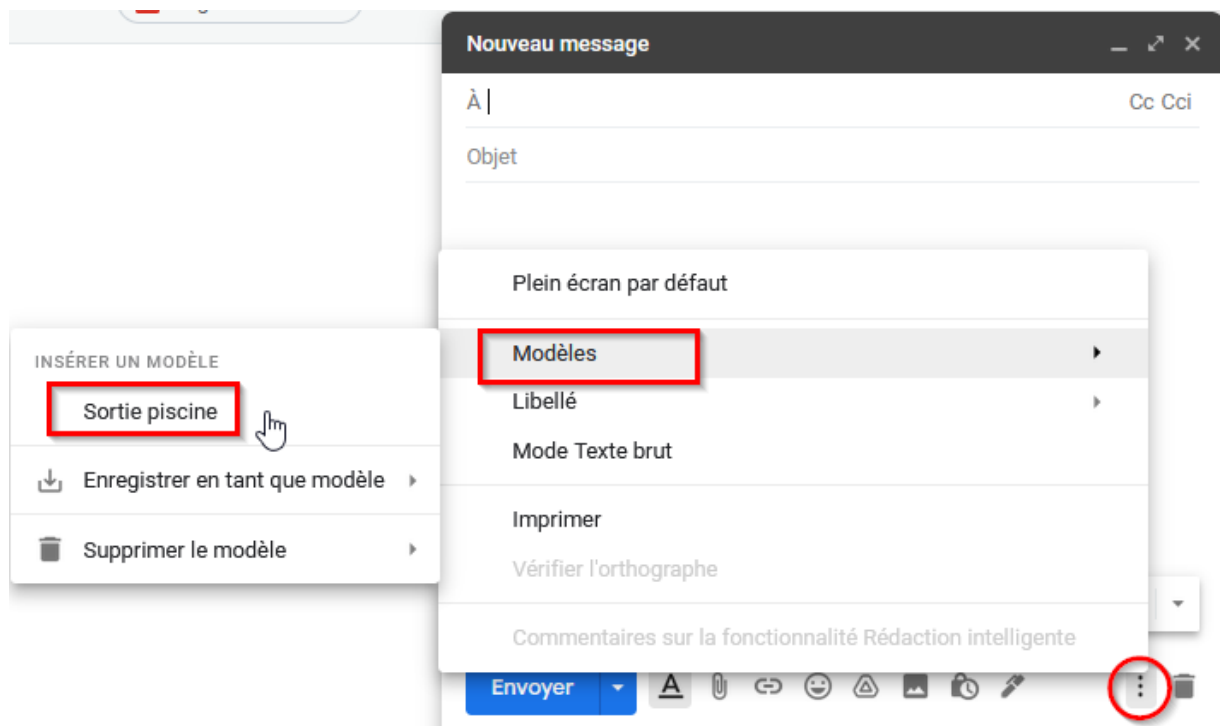 Nouveau message
À
Cc Cci
Objet
Plein écran par défaut
Modèles
Libellé
Mode Texte brut
Imprimer
Vérifier l'orthographe
Commentaires sur la fonctionnalité Rédaction intelligente
INSÉRER UN MODÈLE
Sortie piscine
Enregistrer en tant que modèle
Supprimer le modèle
Envoyer